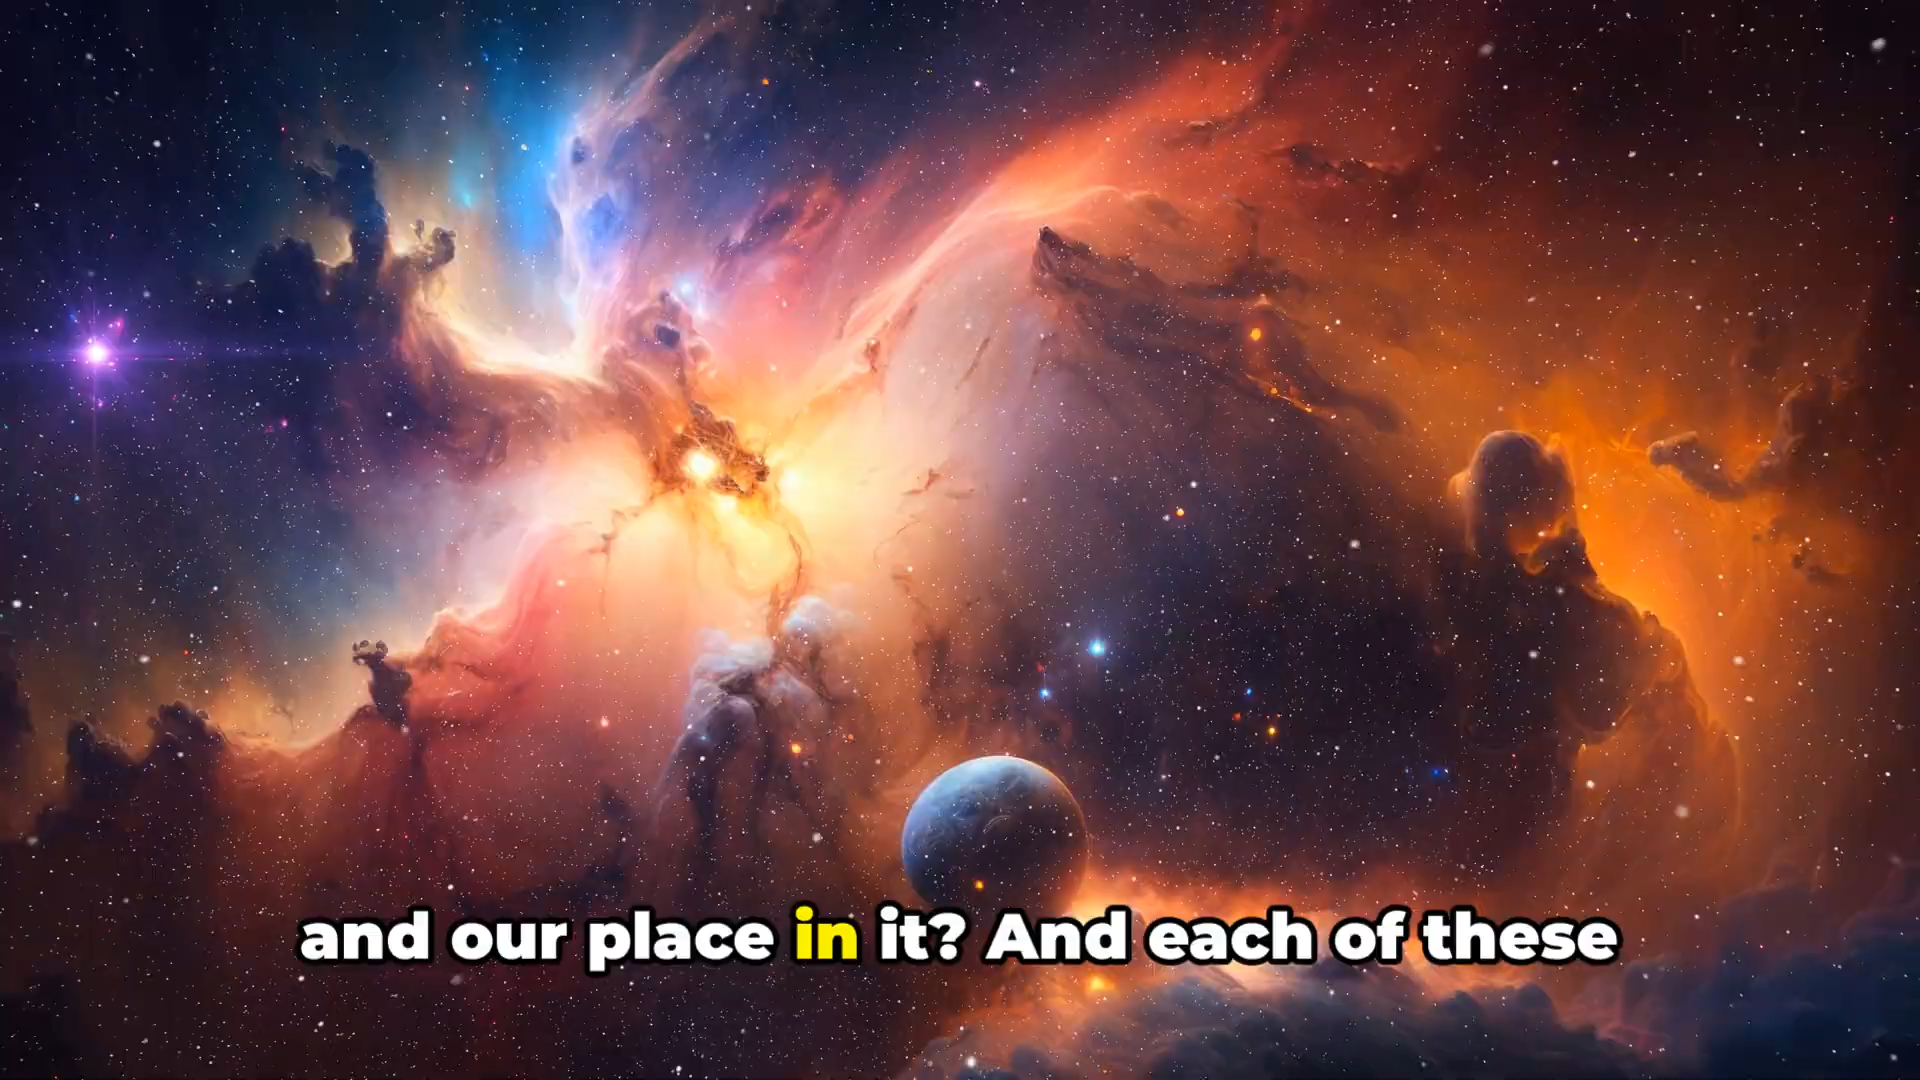 and our place in it? And each of these